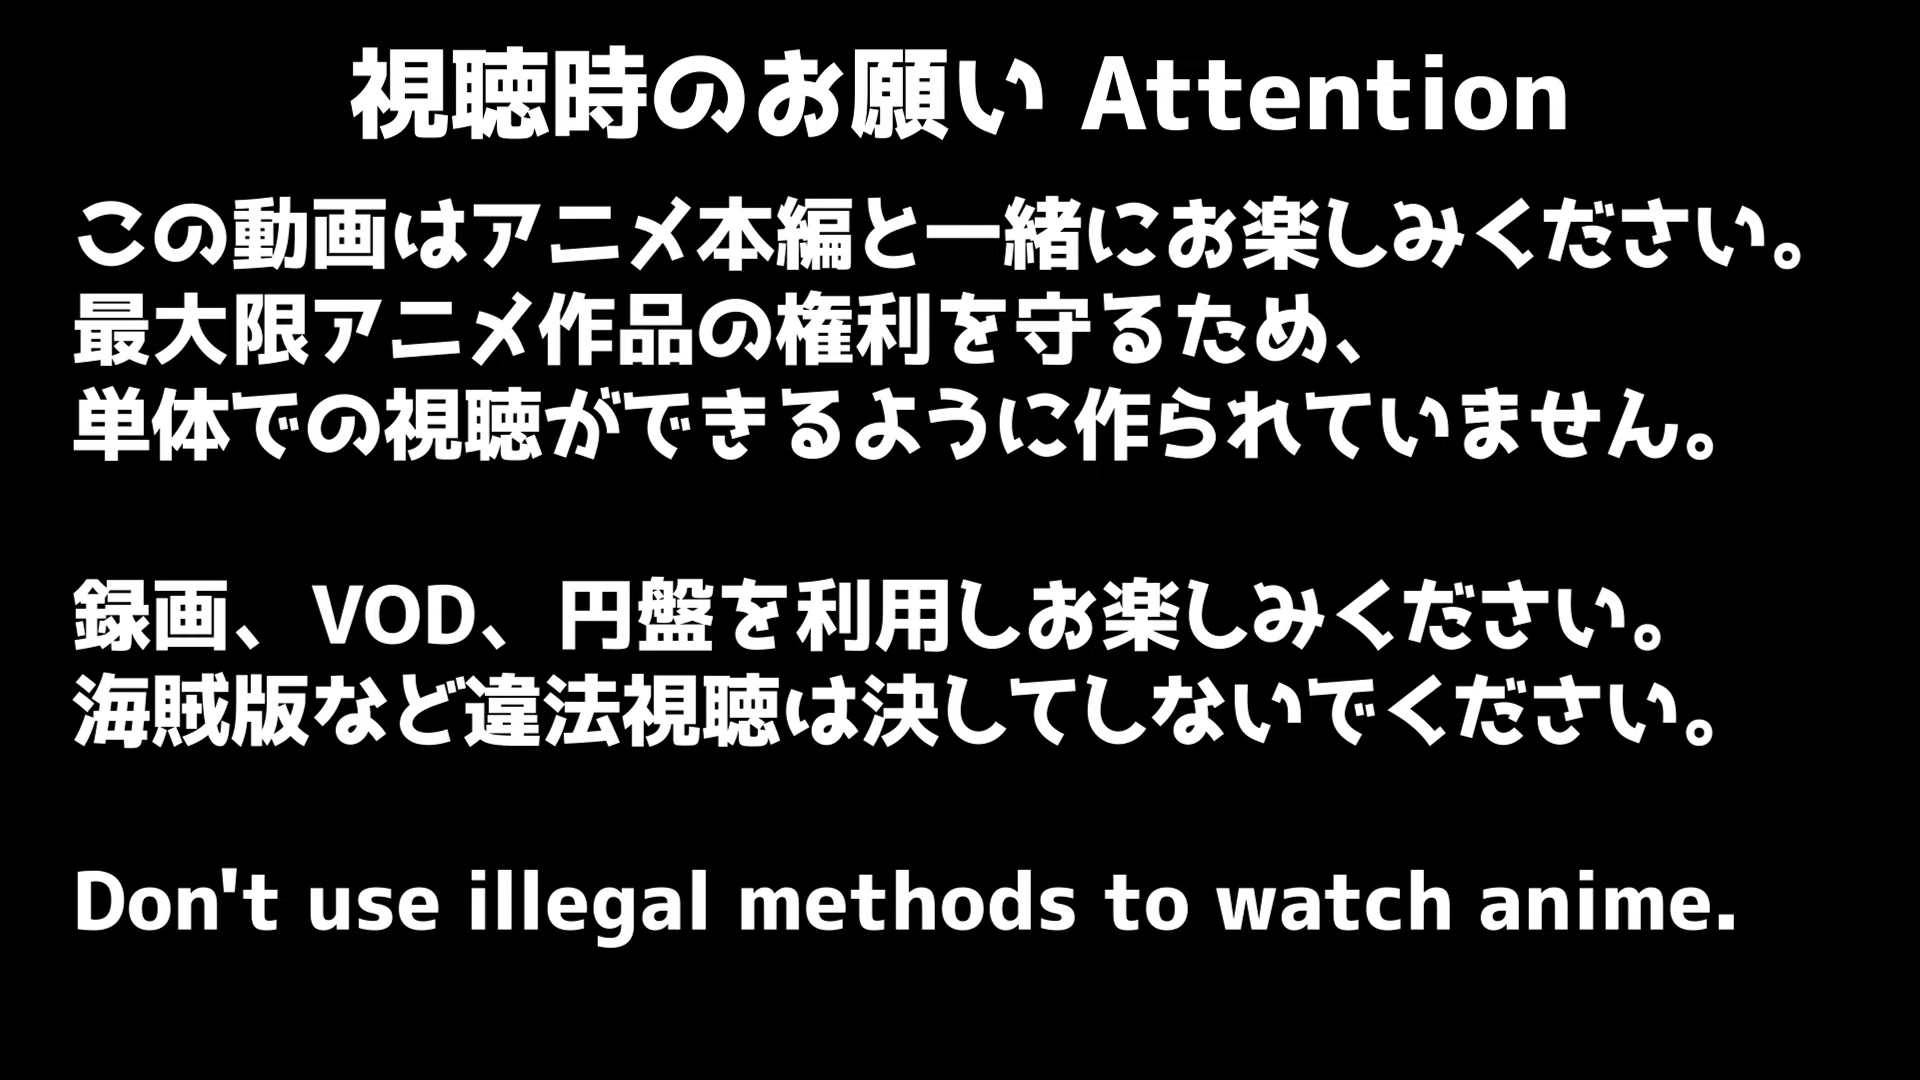 視聴時のお願い Attention
この動画はアニメ本編と一緒にお楽しみください。
最大限アニメ作品の権利を守るため、
単体での視聴ができるように作られていません。
録画、VOD、円盤を利用しお楽しみください。
海賊版など違法視聴は決してしないでください。
Don't use illegal methods to watch anime.